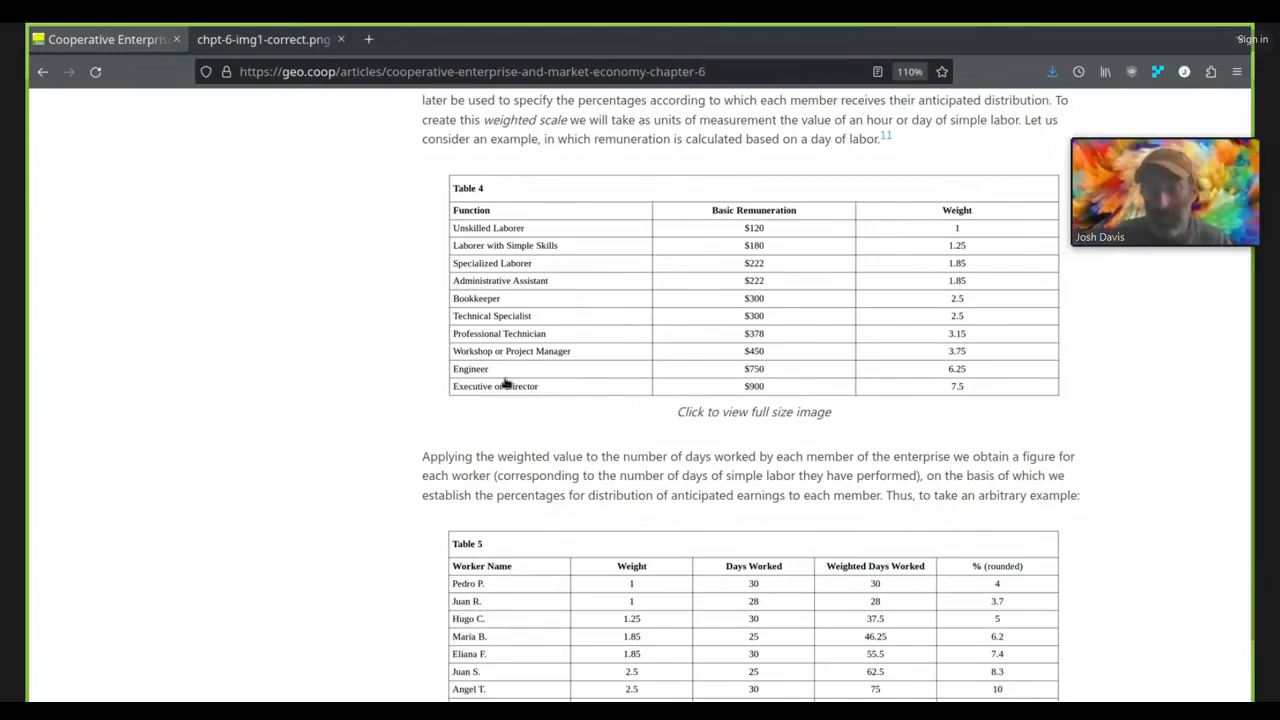 Cooperative Enterpris
chpt-6-img1-correct.png
Sign in
https://geo.coop/articles/cooperative-enterprise-and-market-economy-chapter-6
110%
later be used to specify the percentages according to which each member receives their anticipated distribution. To
create this weighted scale we will take as units of measurement the value of an hour or day of simple labor. Let us
consider an example, in which remuneration is calculated based on a day of labor.11
Josh Davis
Table 4
Function Basic Remuneration Weight
Unskilled Laborer $120 1
Laborer with Simple Skills $180 1.25
Specialized Laborer $222 1.85
Administrative Assistant $222 1.85
Bookkeeper $300 2.5
Technical Specialist $300 2.5
Professional Technician $378 3.15
Workshop or Project Manager $450 3.75
Engineer $750 6.25
Executive or Director $900 7.5
Click to view full size image
Applying the weighted value to the number of days worked by each member of the enterprise we obtain a figure for
each worker (corresponding to the number of days of simple labor they have performed), on the basis of which we
establish the percentages for distribution of anticipated earnings to each member. Thus, to take an arbitrary example:
Table 5
Worker Name Weight Days Worked Weighted Days Worked % (rounded)
Pedro P. 1 30 30 4
Juan R. 1 28 28 3.7
Hugo C. 1.25 30 37.5 5
María B. 1.85 25 46.25 6.2
Eliana F. 1.85 30 55.5 7.4
Juan S. 2.5 25 62.5 8.3
Angel T. 2.5 30 75 10